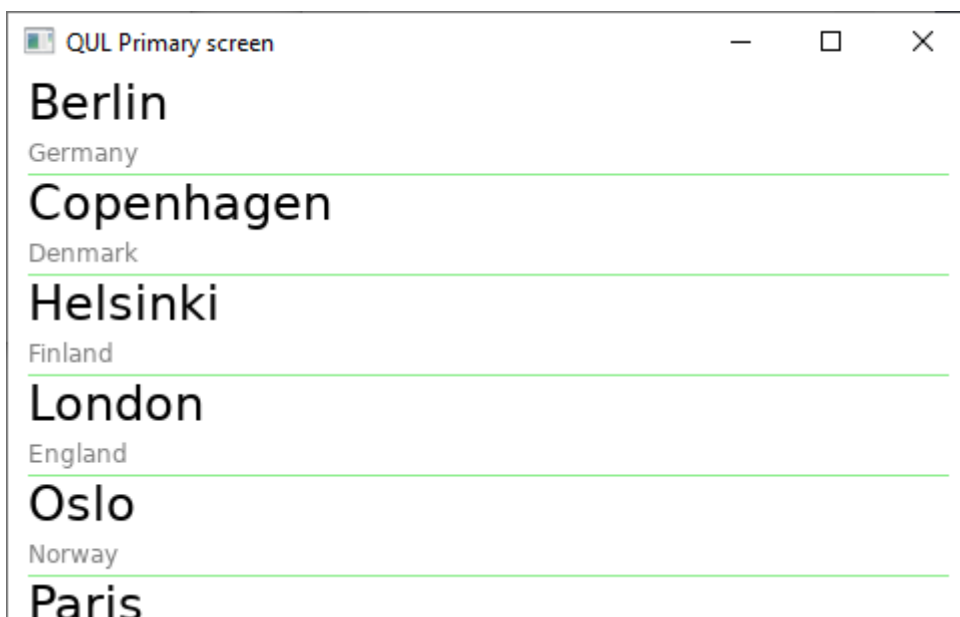 QUL Primary screen
Berlin
Germany
Copenhagen
Denmark
Helsinki
Finland
London
England
Oslo
Norway
Paris